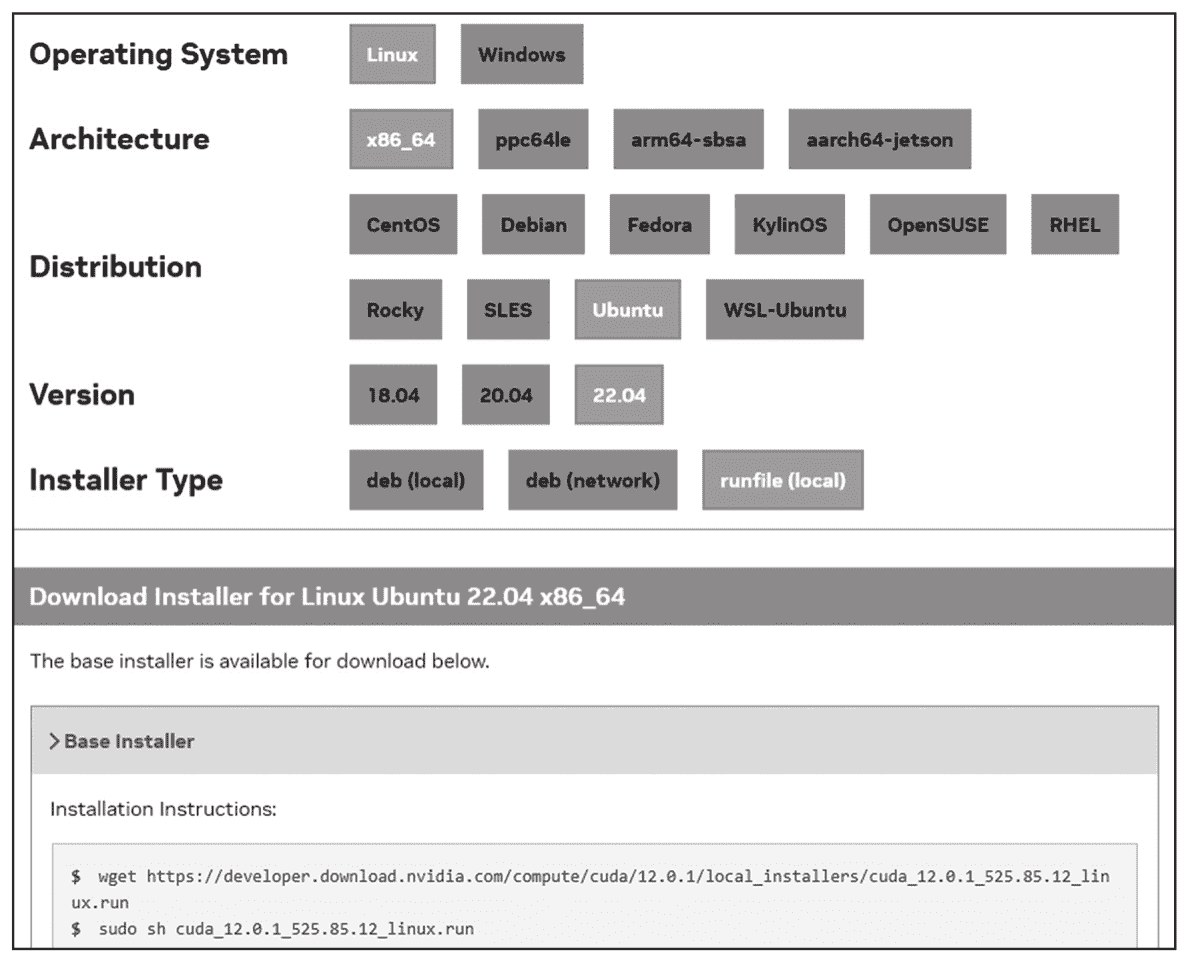 Operating System Linux Windows
Architecture x86_64 ppc64le arm64-sbsa aarch64-jetson
CentOS Debian Fedora KylinOS OpenSUSE RHEL
Distribution
Rocky SLES Ubuntu WSL-Ubuntu
Version 18.04 20.04 22.04
Installer Type deb (local) deb (network) runfile (local)
Download Installer for Linux Ubuntu 22.04 x86_64
The base installer is available for download below.
>Base Installer
Installation Instructions:
$ wget https://developer.download.nvidia.com/compute/cuda/12.0.1/local_installers/cuda_12.0.1_525.85.12_lin
ux.run
$ sudo sh cuda_12.0.1_525.85.12_linux.run